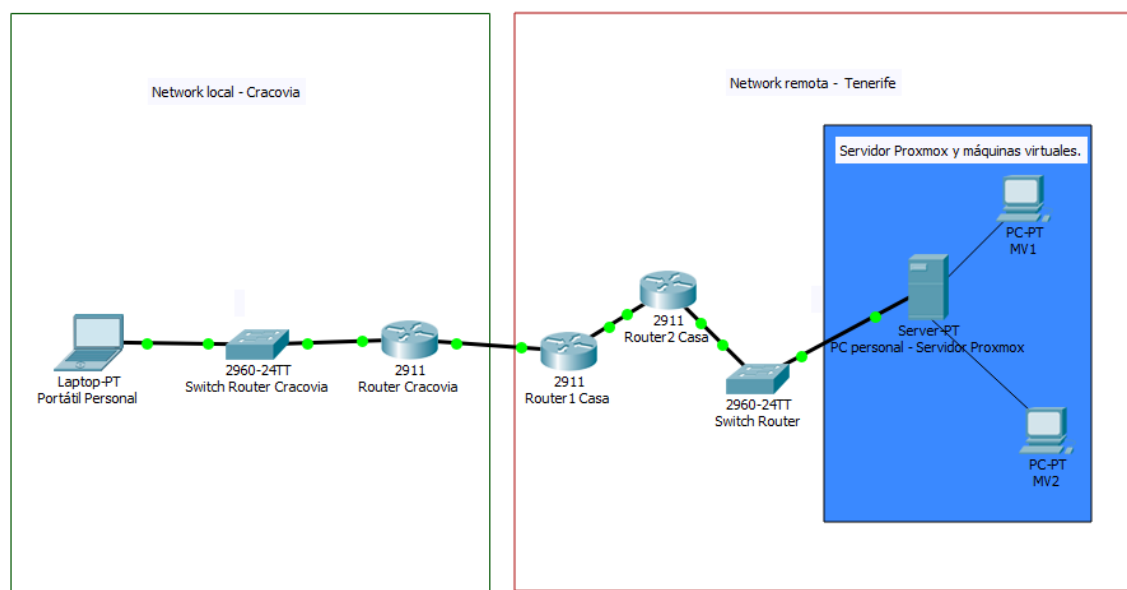 Network local - Cracovia
Network remota - Tenerife
Servidor Proxmox y máquinas virtuales.
PC-PT
MV1
2911
Router2 Casa
Server-PT
PC personal - Servidor Proxmox
Laptop-PT
Portátil Personal
2960-24TT
Switch Router Cracovia
2911
Router Cracovia
2911
Router1 Casa
2960-24TT
Switch Router
PC-PT
MV2